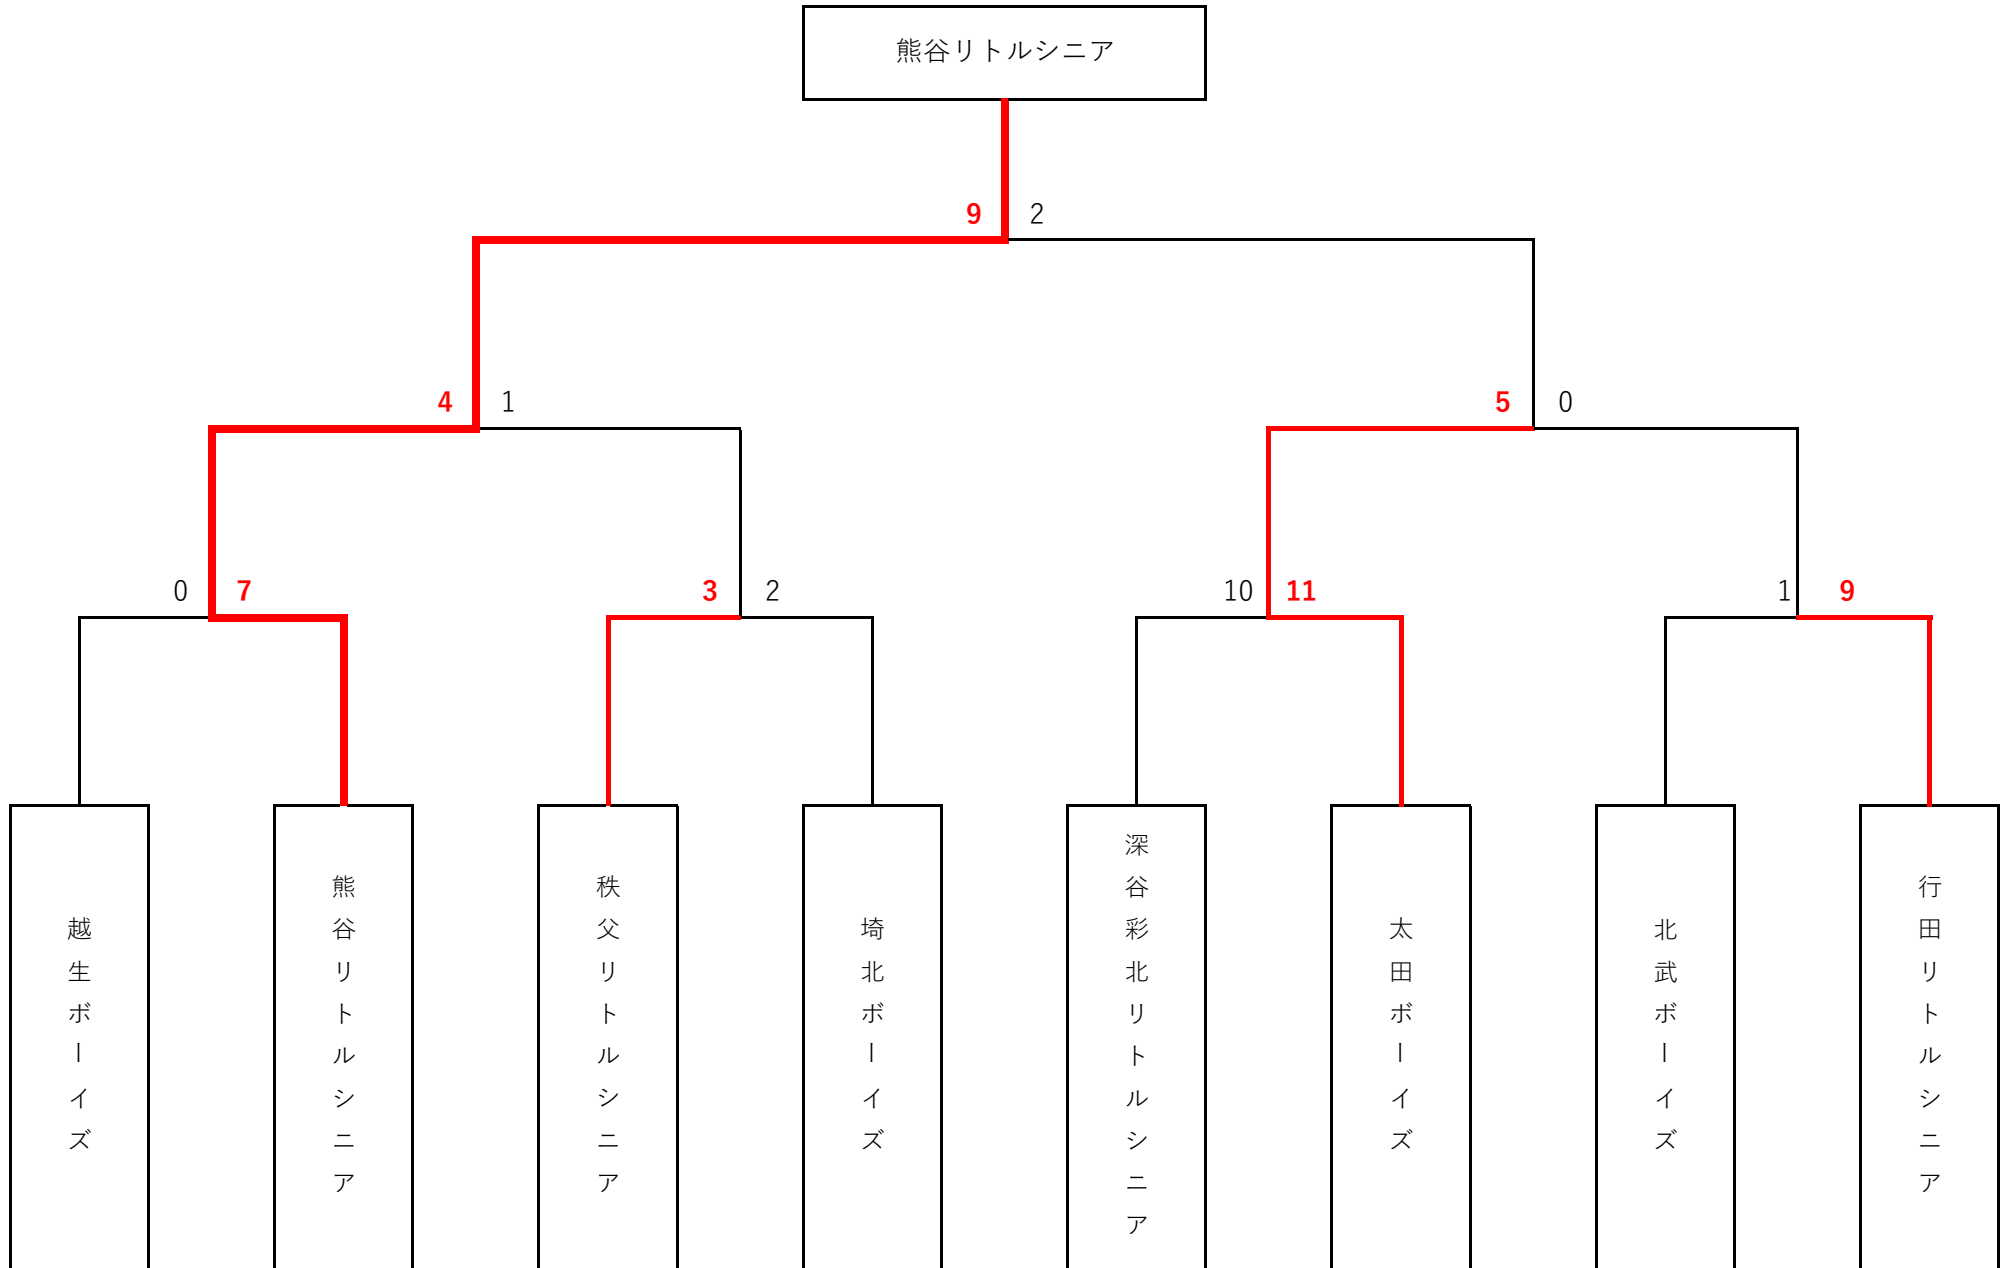 熊谷リトルシニア
9 2
4 1
5 0
0 7
3 2
10 11
1 9
越生ボーイズ
熊谷リトルシニア
秩父リトルシニア
埼北ボーイズ
深谷彩北リトルシニア
太田ボーイズ
北武ボーイズ
行田リトルシニア